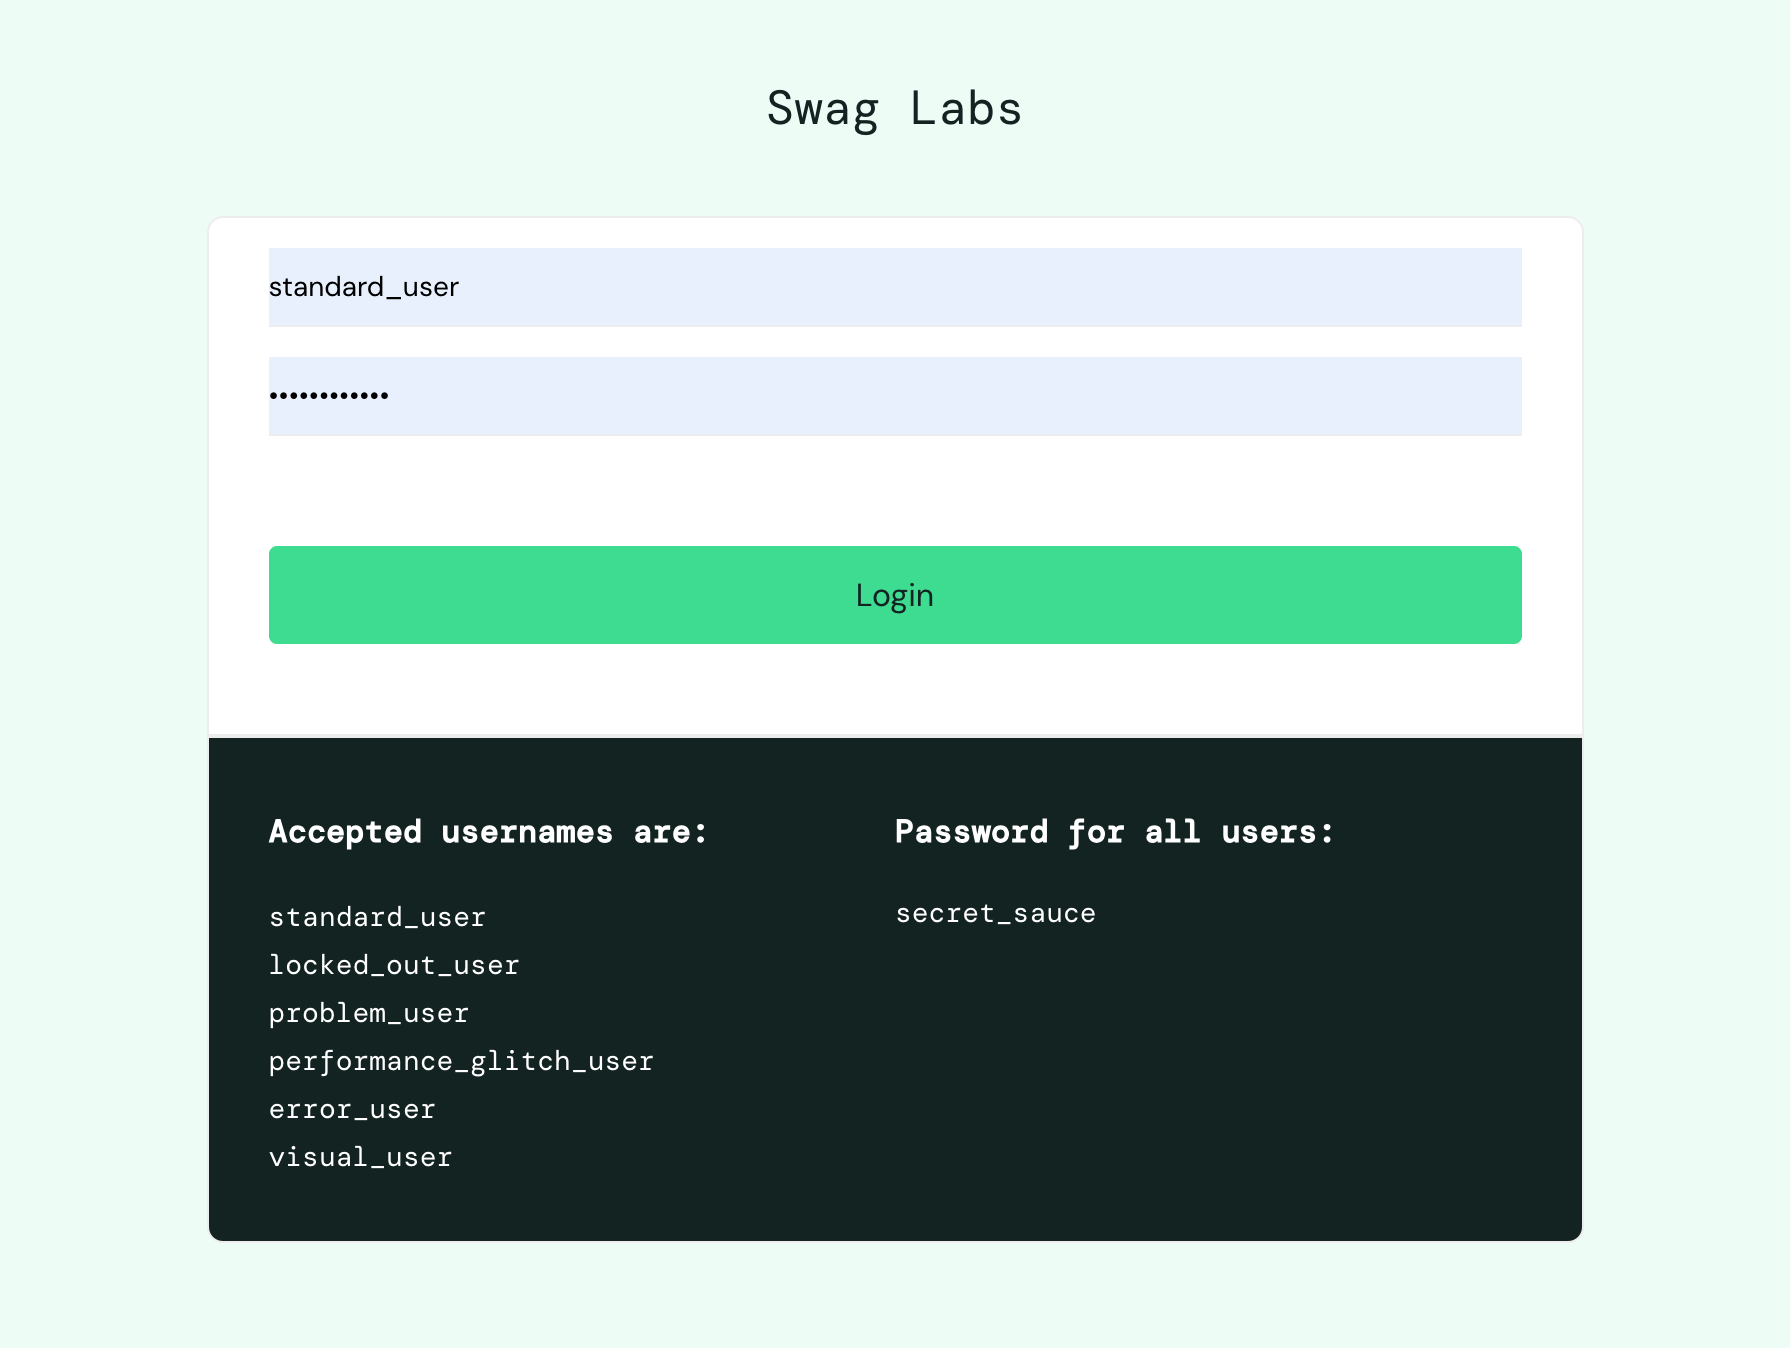 Swag Labs
standard_user
••••••••••••
Login
Accepted usernames are:
standard_user
locked_out_user
problem_user
performance_glitch_user
error_user
visual_user
Password for all users:
secret_sauce